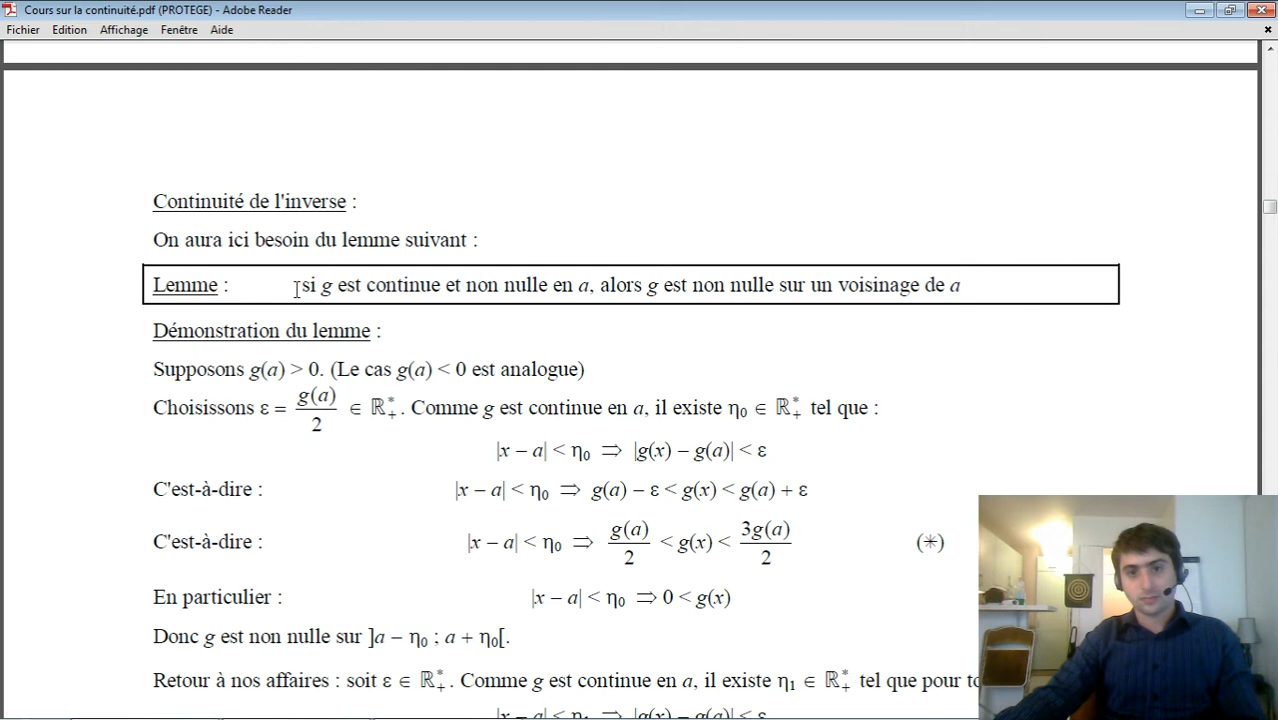 Cours sur la continuité.pdf (PROTEGE) - Adobe Reader
Fichier Edition Affichage Fenêtre Aide
Continuité de l'inverse :
On aura ici besoin du lemme suivant :
Lemme : si g est continue et non nulle en a, alors g est non nulle sur un voisinage de a
Démonstration du lemme :
Supposons g(a) > 0. (Le cas g(a) < 0 est analogue)
Choisissons ε = g(a)/2 ∈ ℝ₊*. Comme g est continue en a, il existe η₀ ∈ ℝ₊* tel que :
|x − a| < η₀ ⇒ |g(x) − g(a)| < ε
C'est-à-dire : |x − a| < η₀ ⇒ g(a) − ε < g(x) < g(a) + ε
C'est-à-dire : |x − a| < η₀ ⇒ g(a)/2 < g(x) < 3g(a)/2 (∗)
En particulier : |x − a| < η₀ ⇒ 0 < g(x)
Donc g est non nulle sur ]a − η₀ ; a + η₀[.
Retour à nos affaires : soit ε ∈ ℝ₊*. Comme g est continue en a, il existe η₁ ∈ ℝ₊* tel que pour
|x − a| < η₁ ⇒ |g(x) − g(a)| < ε